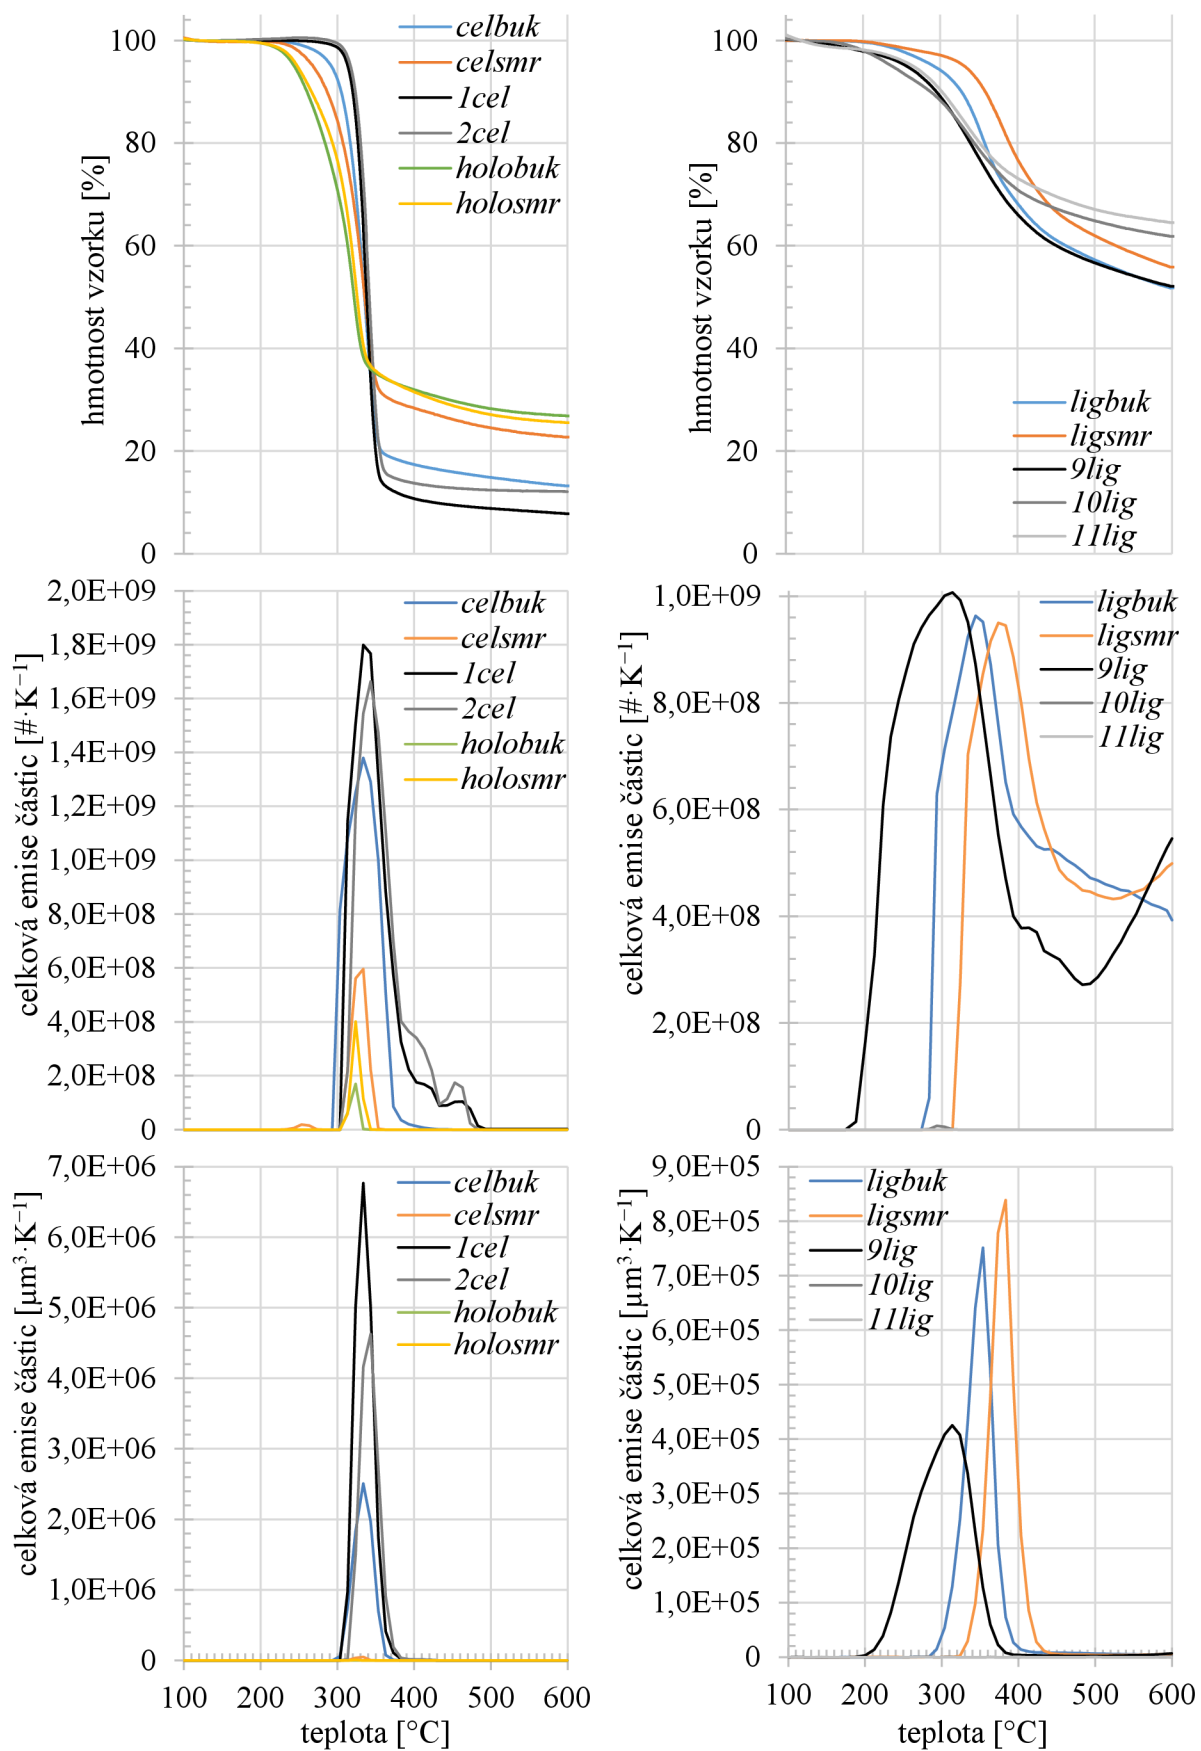 hmotnost vzorku [%]
100
80
60
40
20
0
celbuk
celsmr
1cel
2cel
holobuk
holosmr
hmotnost vzorku [%]
100
80
60
40
20
0
ligbuk
ligsmr
9lig
10lig
11lig
celková emise částic [#·K⁻¹]
2,0E+09
1,8E+09
1,6E+09
1,4E+09
1,2E+09
1,0E+09
8,0E+08
6,0E+08
4,0E+08
2,0E+08
0
celbuk
celsmr
1cel
2cel
holobuk
holosmr
celková emise částic [#·K⁻¹]
1,0E+09
8,0E+08
6,0E+08
4,0E+08
2,0E+08
0
ligbuk
ligsmr
9lig
10lig
11lig
celková emise částic [µm³·K⁻¹]
7,0E+06
6,0E+06
5,0E+06
4,0E+06
3,0E+06
2,0E+06
1,0E+06
0
celbuk
celsmr
1cel
2cel
holobuk
holosmr
100 200 300 400 500 600
teplota [°C]
celková emise částic [µm³·K⁻¹]
9,0E+05
8,0E+05
7,0E+05
6,0E+05
5,0E+05
4,0E+05
3,0E+05
2,0E+05
1,0E+05
0
ligbuk
ligsmr
9lig
10lig
11lig
100 200 300 400 500 600
teplota [°C]